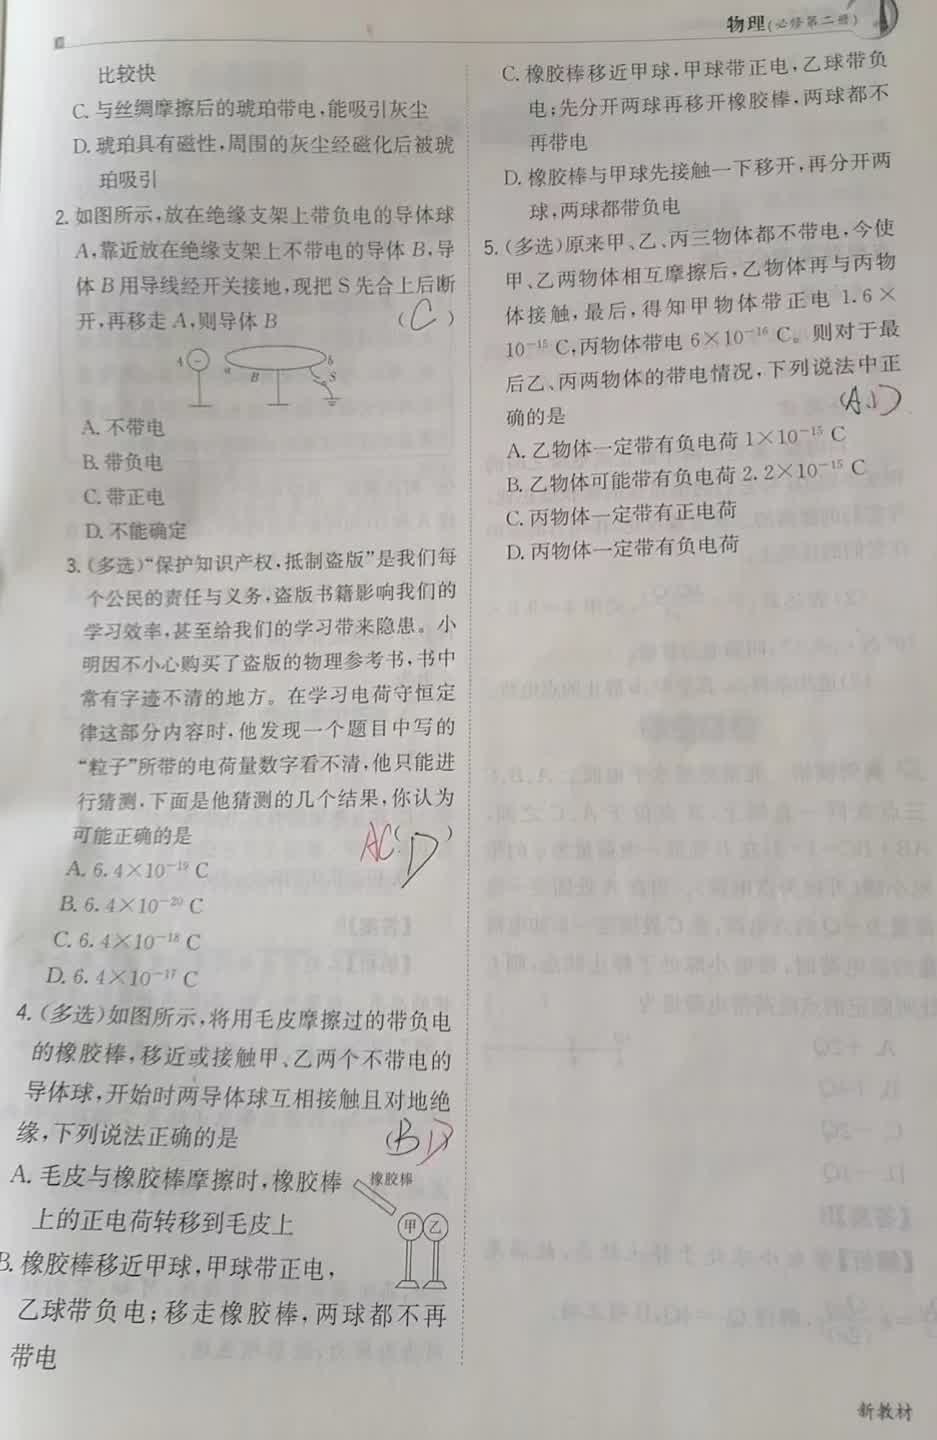 物理(必修第二册)
比较快
C. 与丝绸摩擦后的琥珀带电,能吸引灰尘
D. 琥珀具有磁性,周围的灰尘经磁化后被琥
珀吸引
2. 如图所示,放在绝缘支架上带负电的导体球
A,靠近放在绝缘支架上不带电的导体 B,导
体 B 用导线经开关接地,现把 S 先合上后断
开,再移走 A,则导体 B (C)
A - a B b S
A. 不带电
B. 带负电
C. 带正电
D. 不能确定
3. (多选)“保护知识产权,抵制盗版”是我们每
个公民的责任与义务,盗版书籍影响我们的
学习效率,甚至给我们的学习带来隐患。小
明因不小心购买了盗版的物理参考书,书中
常有字迹不清的地方。在学习电荷守恒定
律这部分内容时,他发现一个题目中写的
“粒子”所带的电荷量数字看不清,他只能进
行猜测,下面是他猜测的几个结果,你认为
可能正确的是 AC(D)
A. 6.4×10⁻¹⁹ C
B. 6.4×10⁻²⁰ C
C. 6.4×10⁻¹⁸ C
D. 6.4×10⁻¹⁷ C
4. (多选)如图所示,将用毛皮摩擦过的带负电
的橡胶棒,移近或接触甲、乙两个不带电的
导体球,开始时两导体球互相接触且对地绝
缘,下列说法正确的是 (BD)
A. 毛皮与橡胶棒摩擦时,橡胶棒
上的正电荷转移到毛皮上
橡胶棒
甲 乙
B. 橡胶棒移近甲球,甲球带正电,
乙球带负电;移走橡胶棒,两球都不再
带电
C. 橡胶棒移近甲球,甲球带正电,乙球带负
电;先分开两球再移开橡胶棒,两球都不
再带电
D. 橡胶棒与甲球先接触一下移开,再分开两
球,两球都带负电
5. (多选)原来甲、乙、丙三物体都不带电,今使
甲、乙两物体相互摩擦后,乙物体再与丙物
体接触,最后,得知甲物体带正电 1.6×
10⁻¹⁵ C,丙物体带电 6×10⁻¹⁶ C。则对于最
后乙、丙两物体的带电情况,下列说法中正
确的是 (A、D)
A. 乙物体一定带有负电荷 1×10⁻¹⁵ C
B. 乙物体可能带有负电荷 2.2×10⁻¹⁵ C
C. 丙物体一定带有正电荷
D. 丙物体一定带有负电荷
新教材